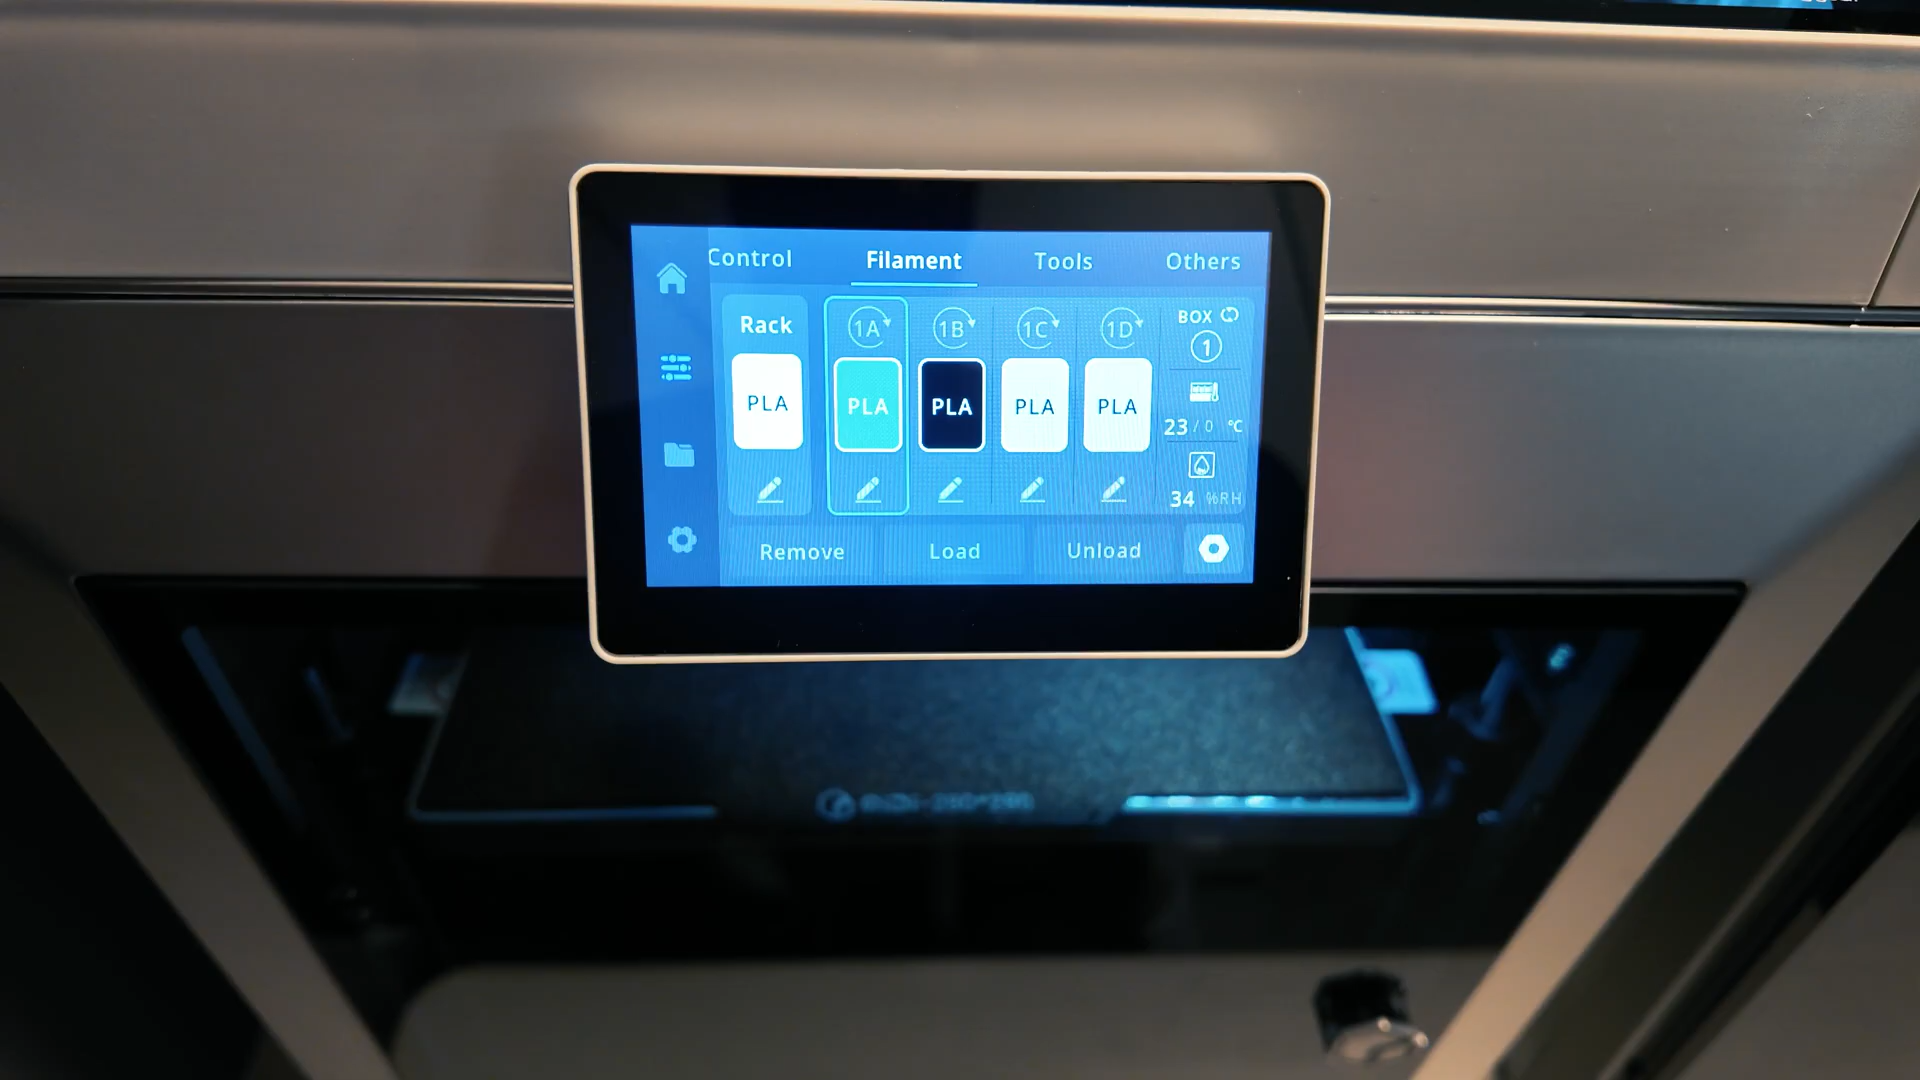 Control Filament Tools Others
Rack 1A 1B 1C 1D BOX
1
PLA PLA PLA PLA PLA
23 / 0 °C
34 %RH
Remove Load Unload